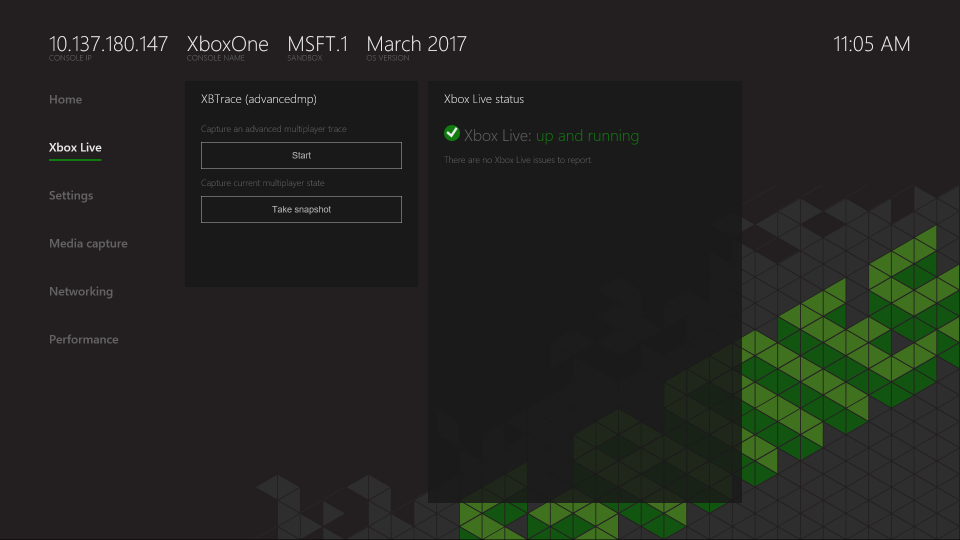 10.137.180.147 XboxOne MSFT.1 March 2017 11:05 AM
CONSOLE IP CONSOLE NAME SANDBOX OS VERSION
Home
Xbox Live
Settings
Media capture
Networking
Performance
XBTrace (advancedmp)
Capture an advanced multiplayer trace
Start
Capture current multiplayer state
Take snapshot
Xbox Live status
Xbox Live: up and running
There are no Xbox Live issues to report.